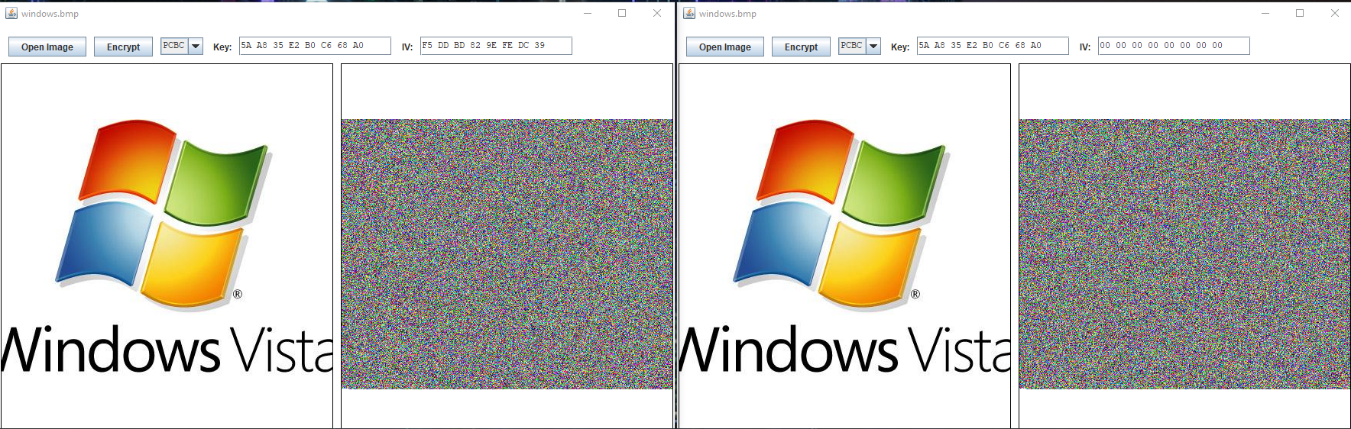 windows.bmp
Open Image Encrypt PCBC Key: 5A A8 35 E2 B0 C6 68 A0 IV: F5 DD BD 82 9E FE DC 39
®
Windows Vista
windows.bmp
Open Image Encrypt PCBC Key: 5A A8 35 E2 B0 C6 68 A0 IV: 00 00 00 00 00 00 00 00
®
Windows Vista